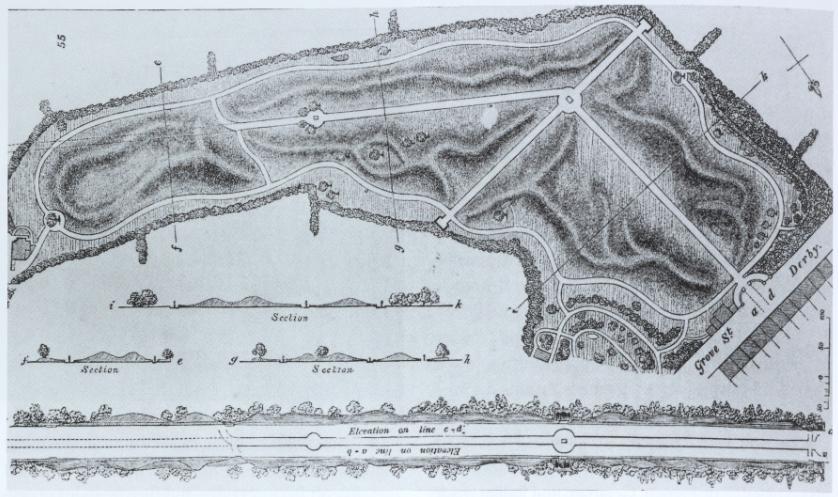 55
h
e
k
f
g
Grove St
Derby.
a
d
i
k
Section
f
e
Section
g
h
Section
Elevation on line c-d
Elevation on line a-b